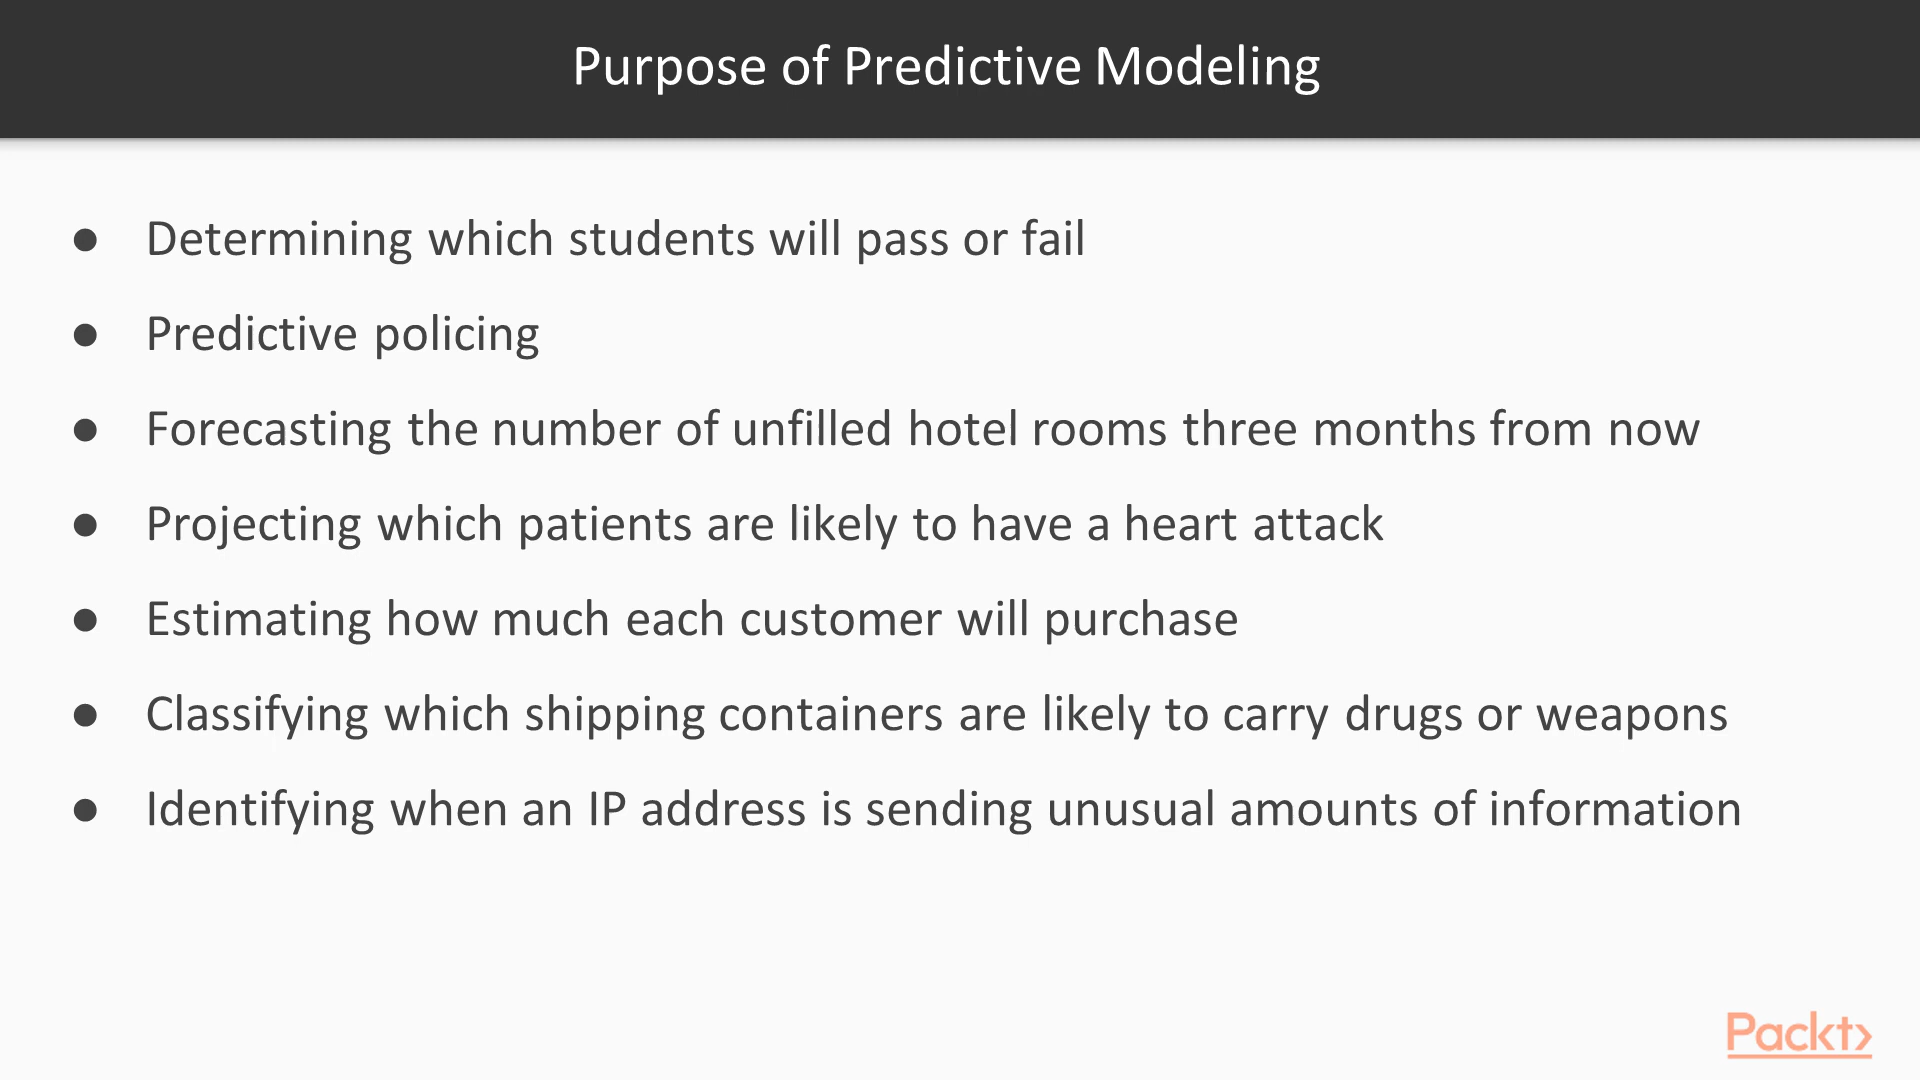 Purpose of Predictive Modeling
● Determining which students will pass or fail
● Predictive policing
● Forecasting the number of unfilled hotel rooms three months from now
● Projecting which patients are likely to have a heart attack
● Estimating how much each customer will purchase
● Classifying which shipping containers are likely to carry drugs or weapons
● Identifying when an IP address is sending unusual amounts of information
Packt>